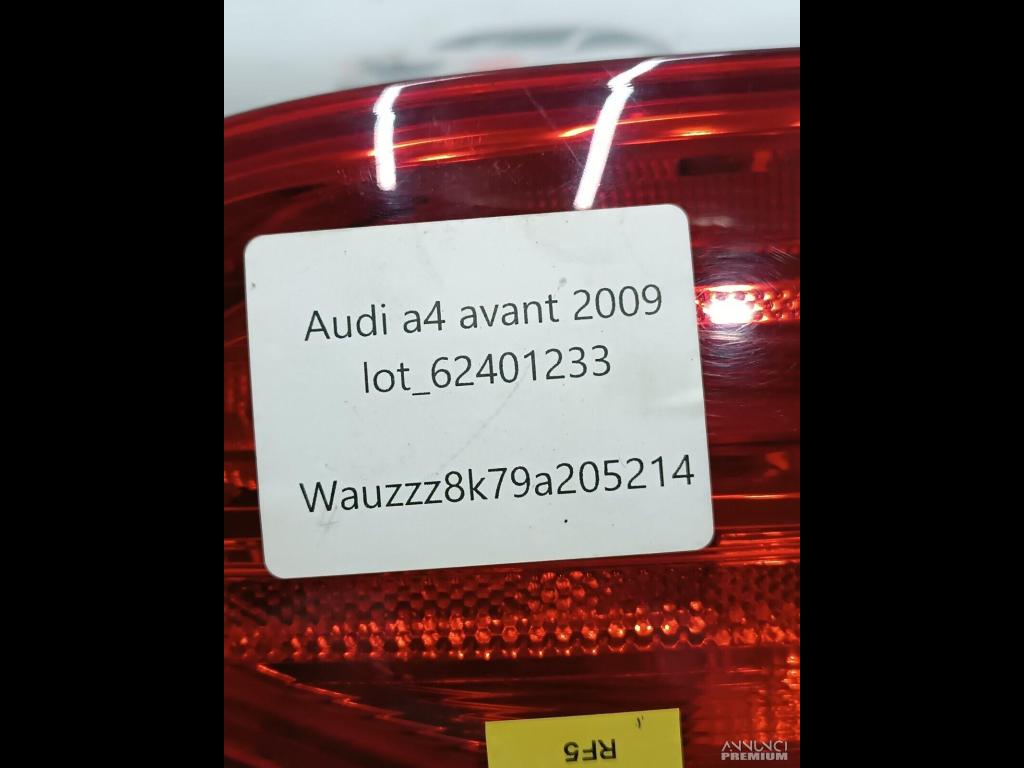 Audi a4 avant 2009
lot_62401233
Wauzzz8k79a205214
RF5
ANNUNCI
PREMIUM